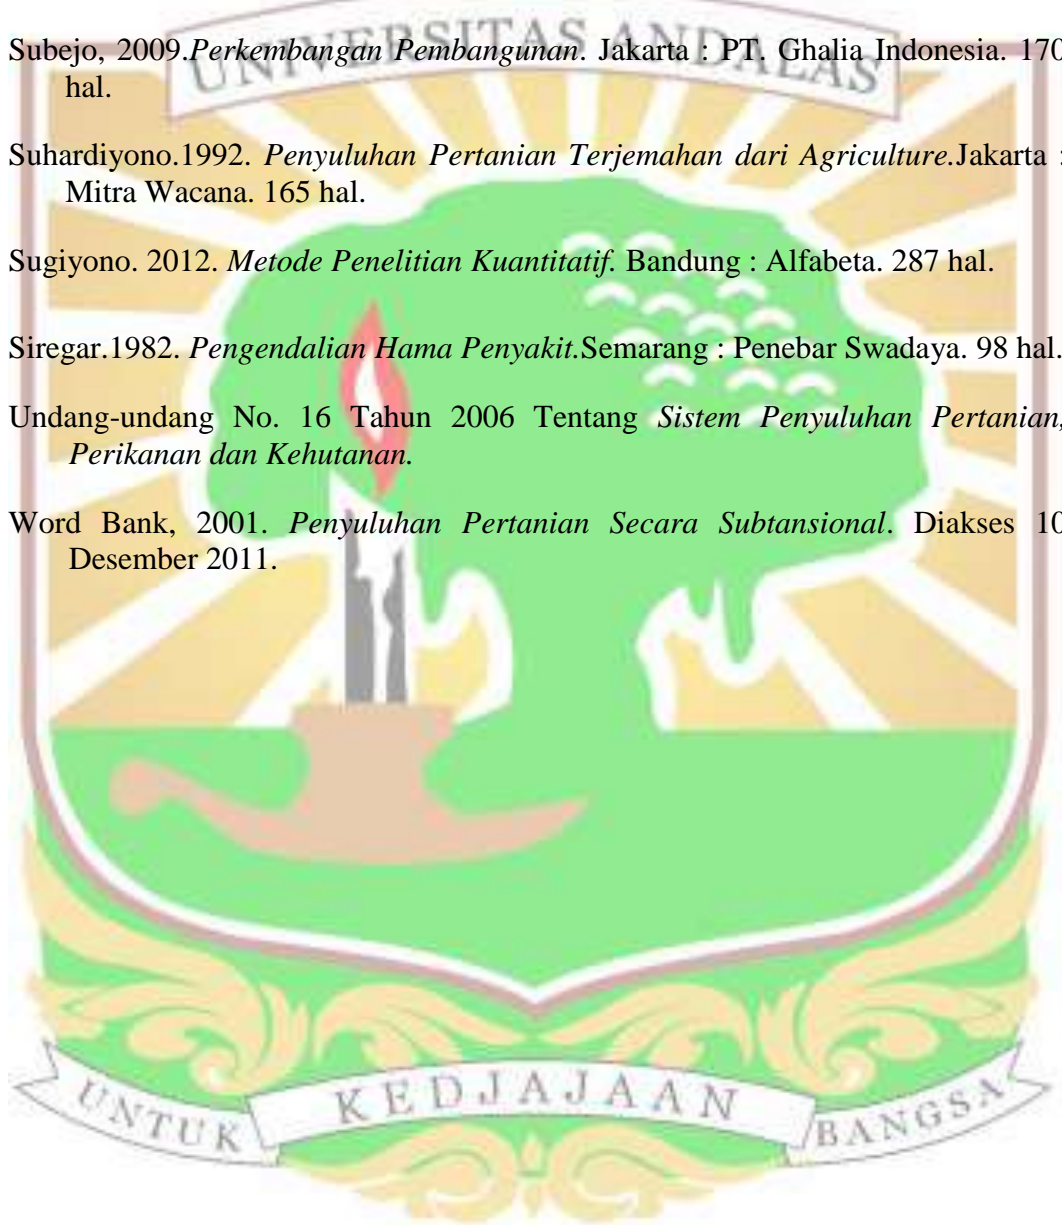 UNIVERSITAS ANDALAS
Subejo, 2009.Perkembangan Pembangunan. Jakarta : PT. Ghalia Indonesia. 170
hal.
Suhardiyono.1992. Penyuluhan Pertanian Terjemahan dari Agriculture.Jakarta :
Mitra Wacana. 165 hal.
Sugiyono. 2012. Metode Penelitian Kuantitatif. Bandung : Alfabeta. 287 hal.
Siregar.1982. Pengendalian Hama Penyakit.Semarang : Penebar Swadaya. 98 hal.
Undang-undang No. 16 Tahun 2006 Tentang Sistem Penyuluhan Pertanian,
Perikanan dan Kehutanan.
Word Bank, 2001. Penyuluhan Pertanian Secara Subtansional. Diakses 10
Desember 2011.
UNTUK KEDJAJAAN BANGSA